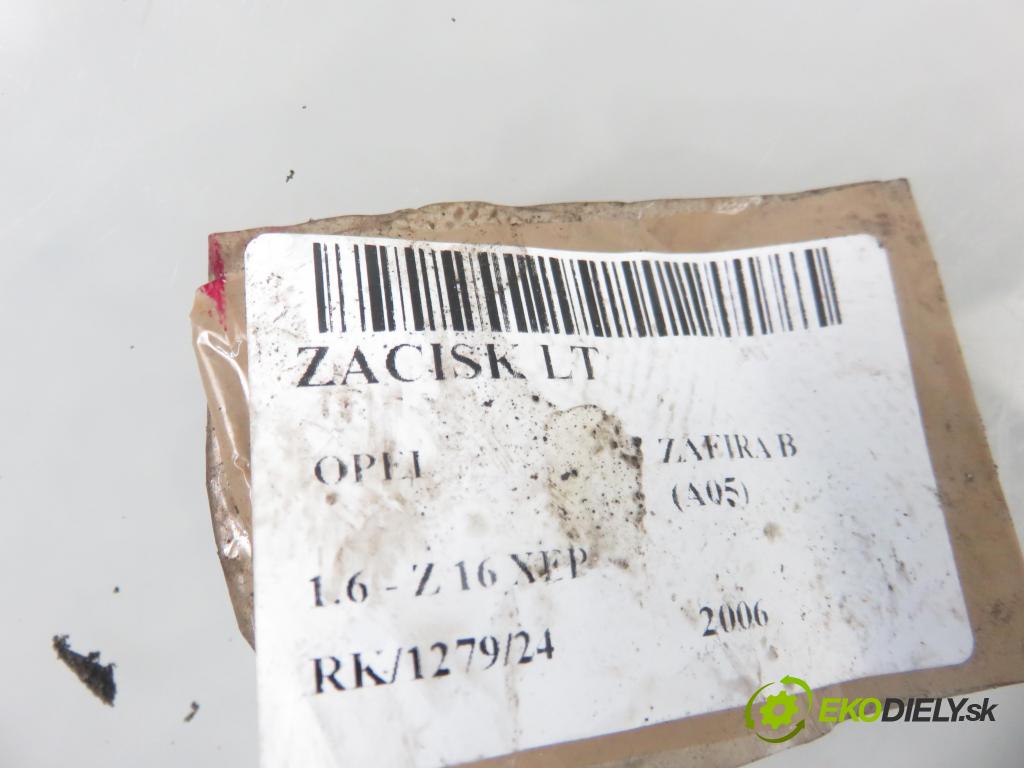 ZACISK LT
OPEL
ZAFIRA B
(A05)
1.6 - Z 16 XEP
2006
RK/1279/24
EKODIELY.sk